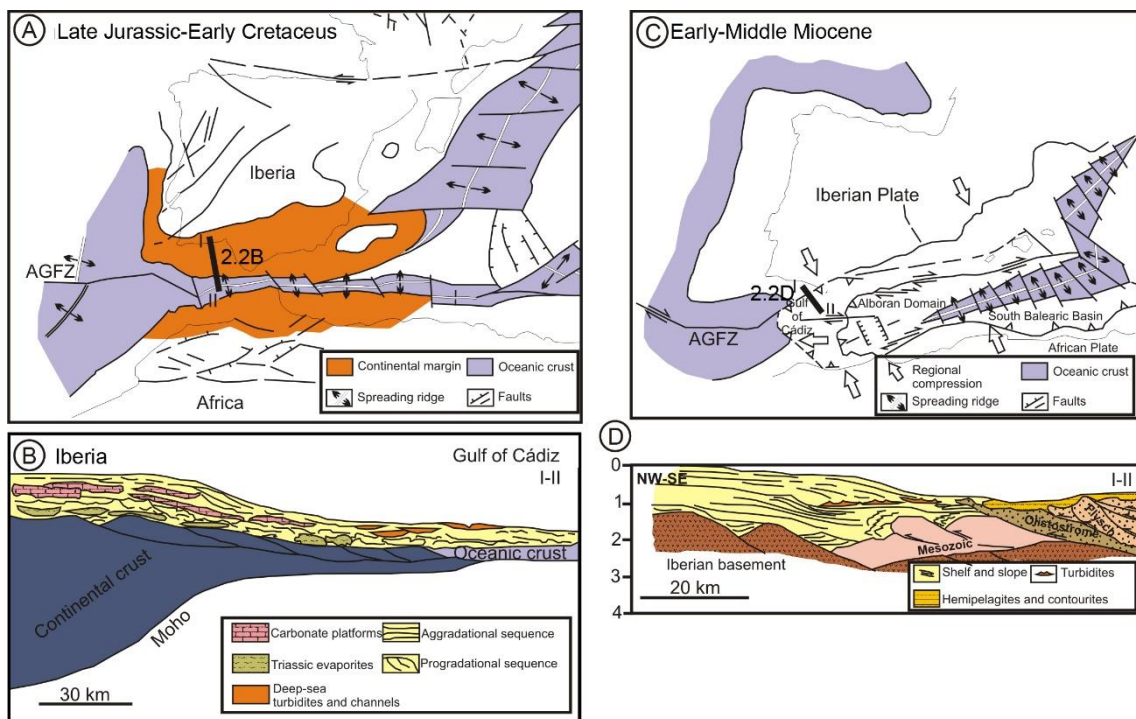 A Late Jurassic-Early Cretaceus
Iberia
I
2.2B
AGFZ
II
Africa
Continental margin
Oceanic crust
Spreading ridge
Faults
C Early-Middle Miocene
Iberian Plate
2.2D
I
II
Gulf
of
Cádiz
Alboran Domain
AGFZ
South Balearic Basin
African Plate
Regional
compression
Oceanic crust
Spreading ridge
Faults
B Iberia
Gulf of Cádiz
I-II
Oceanic crust
Continental crust
Moho
Carbonate platforms
Aggradational sequence
Triassic evaporites
Progradational sequence
Deep-sea
turbidites and channels
30 km
D
0
1
2
3
4
NW-SE
I-II
Flysch
Olistostrome
Mesozoic
Iberian basement
20 km
Shelf and slope
Turbidites
Hemipelagites and contourites